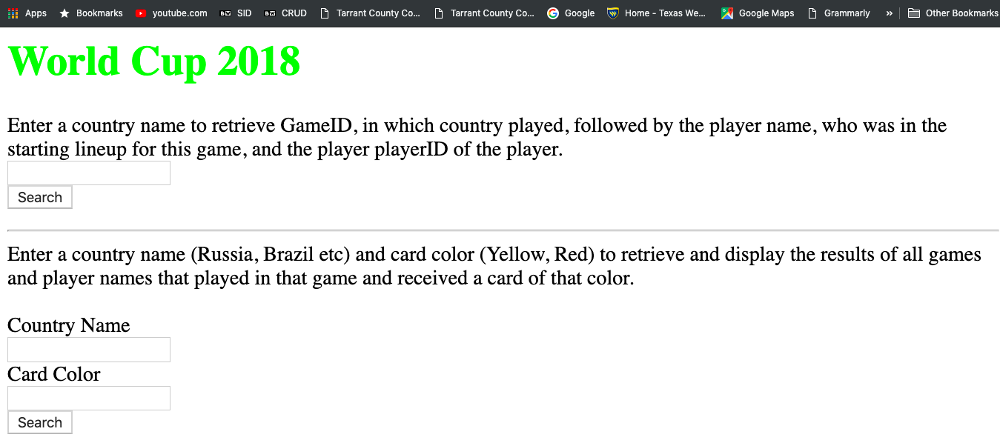 Apps Bookmarks youtube.com BW SID BW CRUD Tarrant County Co... Tarrant County Co... Google Home - Texas We... Google Maps Grammarly » Other Bookmarks
World Cup 2018
Enter a country name to retrieve GameID, in which country played, followed by the player name, who was in the
starting lineup for this game, and the player playerID of the player.
Search
Enter a country name (Russia, Brazil etc) and card color (Yellow, Red) to retrieve and display the results of all games
and player names that played in that game and received a card of that color.
Country Name
Card Color
Search